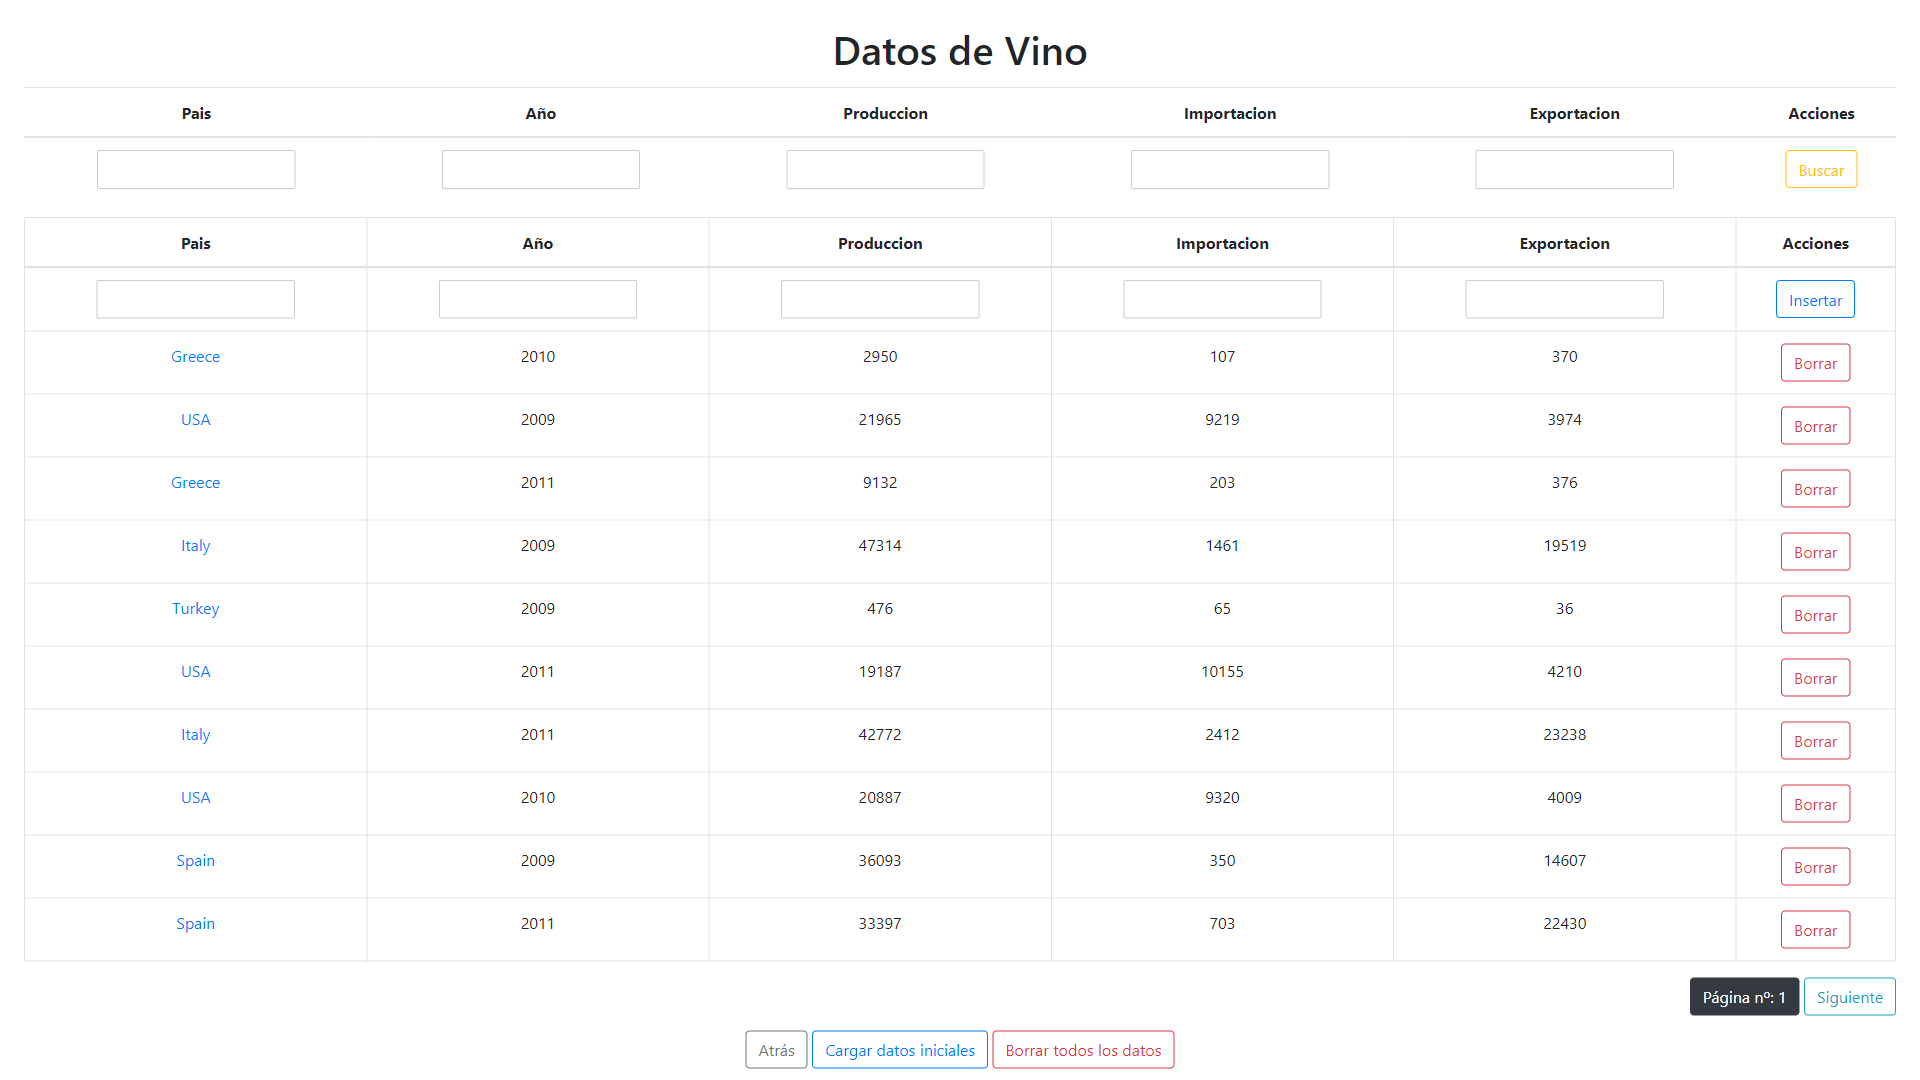 Datos de Vino
Pais Año Produccion Importacion Exportacion Acciones
Buscar
Pais Año Produccion Importacion Exportacion Acciones
Insertar
Greece 2010 2950 107 370 Borrar
USA 2009 21965 9219 3974 Borrar
Greece 2011 9132 203 376 Borrar
Italy 2009 47314 1461 19519 Borrar
Turkey 2009 476 65 36 Borrar
USA 2011 19187 10155 4210 Borrar
Italy 2011 42772 2412 23238 Borrar
USA 2010 20887 9320 4009 Borrar
Spain 2009 36093 350 14607 Borrar
Spain 2011 33397 703 22430 Borrar
Página nº: 1 Siguiente
Atrás Cargar datos iniciales Borrar todos los datos